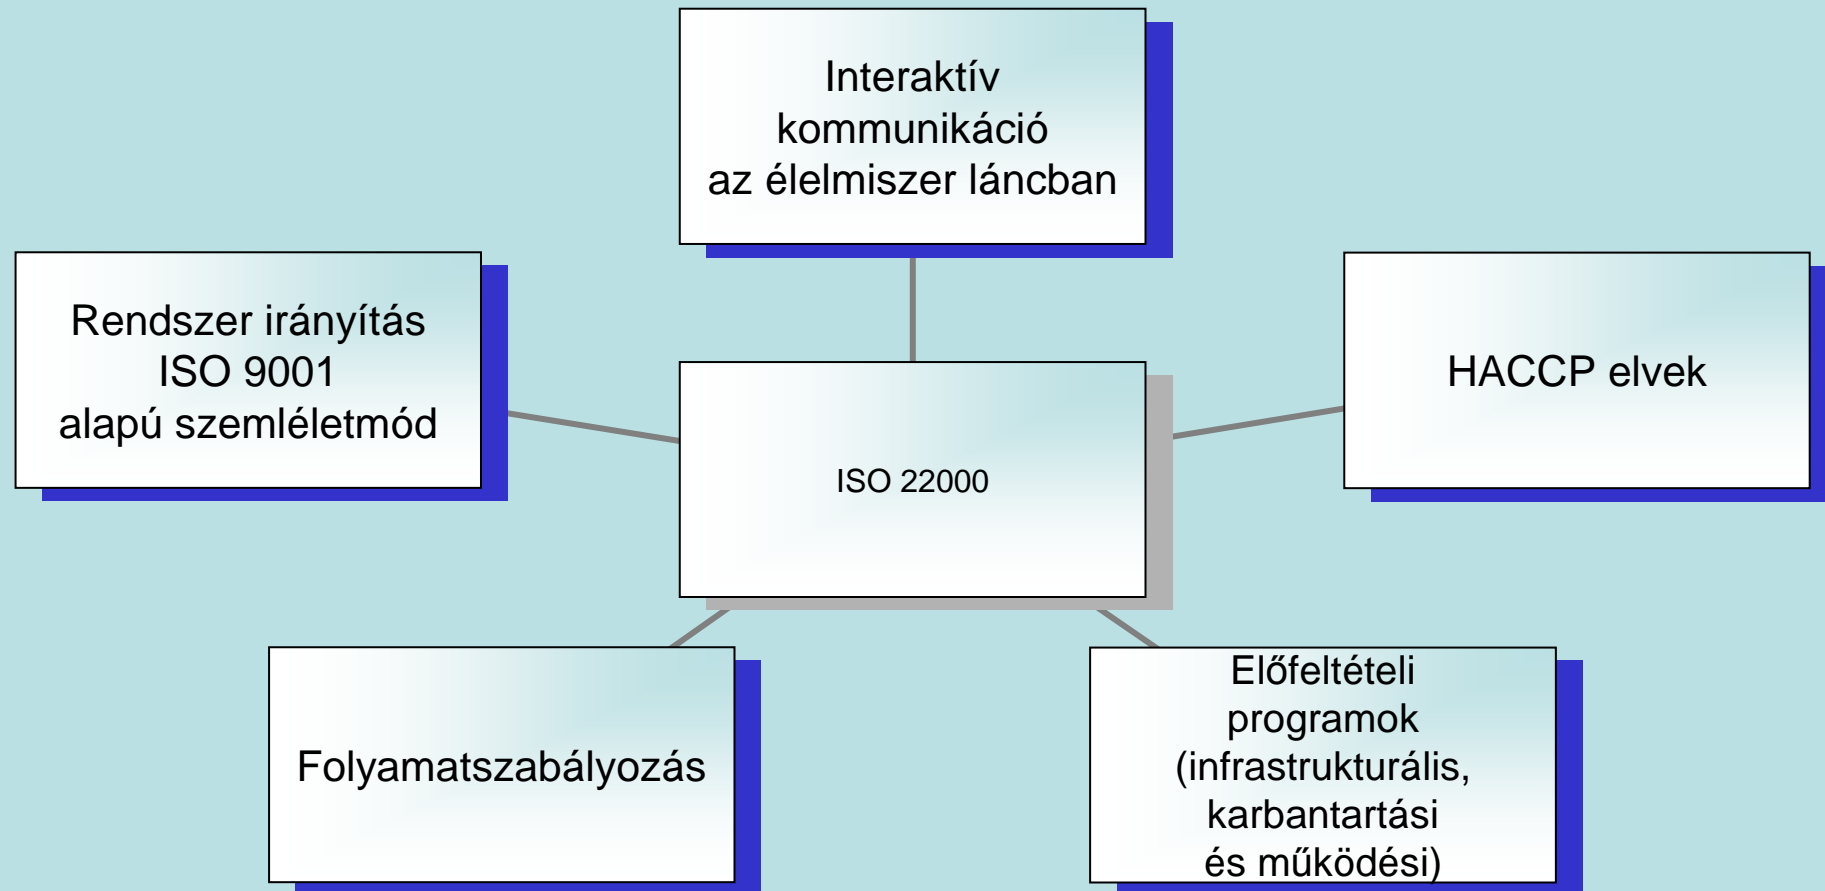 Interaktív
kommunikáció
az élelmiszer láncban
Rendszer irányítás
ISO 9001
alapú szemléletmód
HACCP elvek
ISO 22000
Folyamatszabályozás
Előfeltételi
programok
(infrastrukturális,
karbantartási
és működési)